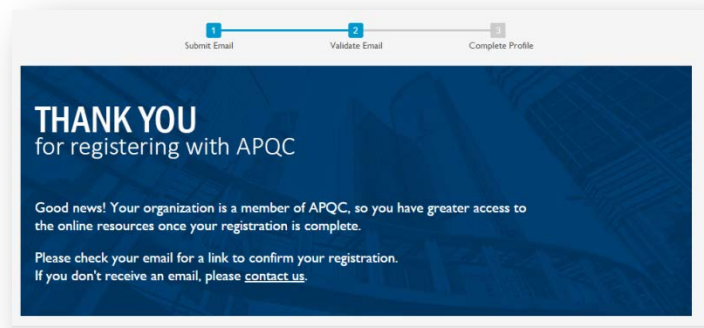 1 2 3
Submit Email Validate Email Complete Profile
THANK YOU
for registering with APQC
Good news! Your organization is a member of APQC, so you have greater access to
the online resources once your registration is complete.
Please check your email for a link to confirm your registration.
If you don't receive an email, please contact us.